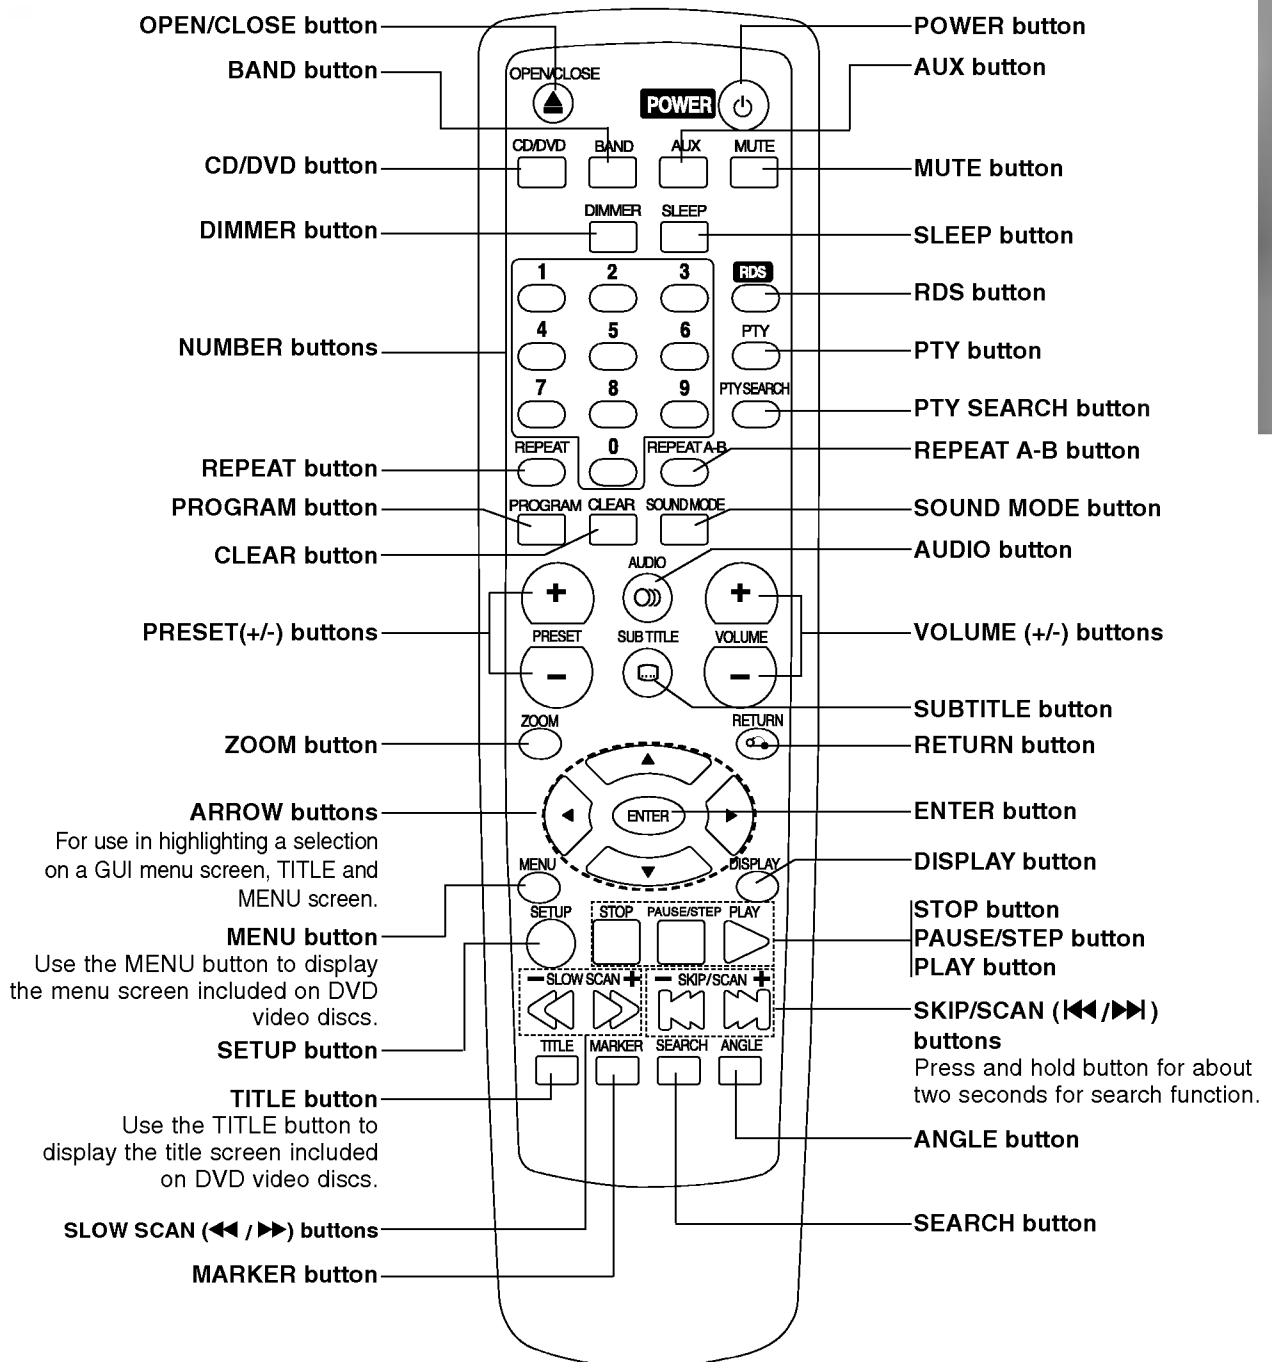 OPEN/CLOSE button
BAND button
CD/DVD button
DIMMER button
NUMBER buttons
REPEAT button
PROGRAM button
CLEAR button
PRESET(+/-) buttons
ZOOM button
ARROW buttons
For use in highlighting a selection
on a GUI menu screen, TITLE and
MENU screen.
MENU button
Use the MENU button to display
the menu screen included on DVD
video discs.
SETUP button
TITLE button
Use the TITLE button to
display the title screen included
on DVD video discs.
SLOW SCAN (◀◀ / ▶▶) buttons
MARKER button
OPEN/CLOSE
POWER
CD/DVD BAND AUX MUTE
DIMMER SLEEP
1 2 3 RDS
4 5 6 PTY
7 8 9 PTY SEARCH
REPEAT 0 REPEAT A-B
PROGRAM CLEAR SOUND MODE
AUDIO
+ +
PRESET SUBTITLE VOLUME
− −
ZOOM RETURN
ENTER
MENU DISPLAY
SETUP STOP PAUSE/STEP PLAY
− SLOW SCAN + − SKIP/SCAN +
TITLE MARKER SEARCH ANGLE
POWER button
AUX button
MUTE button
SLEEP button
RDS button
PTY button
PTY SEARCH button
REPEAT A-B button
SOUND MODE button
AUDIO button
VOLUME (+/-) buttons
SUBTITLE button
RETURN button
ENTER button
DISPLAY button
STOP button
PAUSE/STEP button
PLAY button
SKIP/SCAN (|◀◀ /▶▶| )
buttons
Press and hold button for about
two seconds for search function.
ANGLE button
SEARCH button